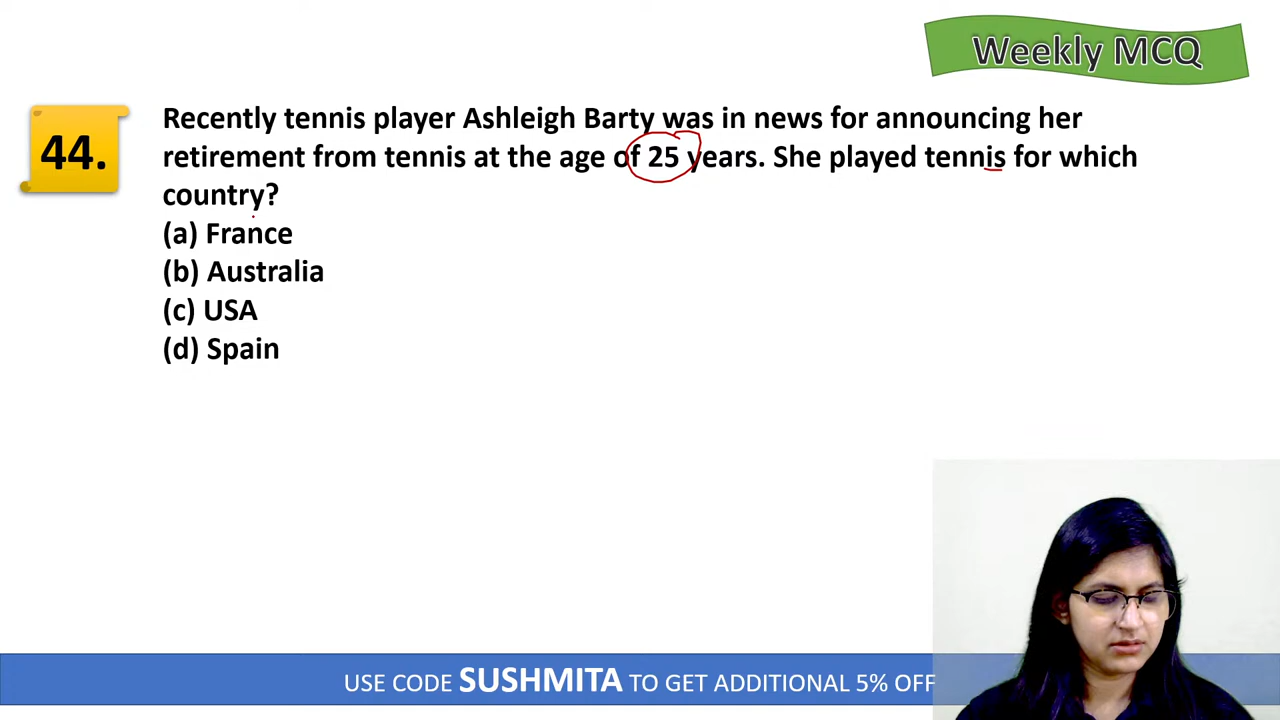 Weekly MCQ
44.
Recently tennis player Ashleigh Barty was in news for announcing her
retirement from tennis at the age of 25 years. She played tennis for which
country?
(a) France
(b) Australia
(c) USA
(d) Spain
USE CODE SUSHMITA TO GET ADDITIONAL 5% OFF